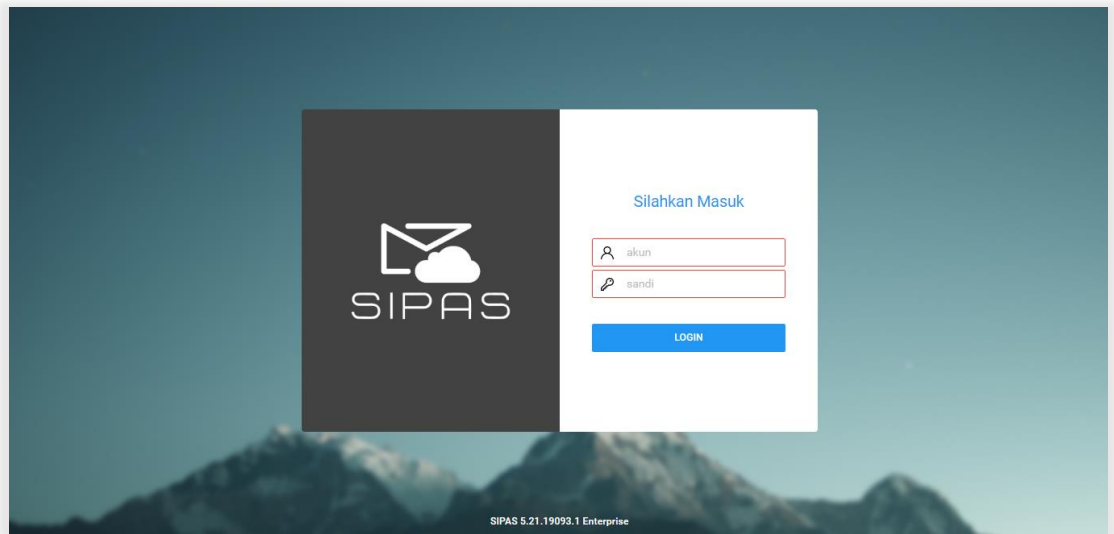 Silahkan Masuk
akun
sandi
LOGIN
SIPAS
SIPAS 5.21.19093.1 Enterprise